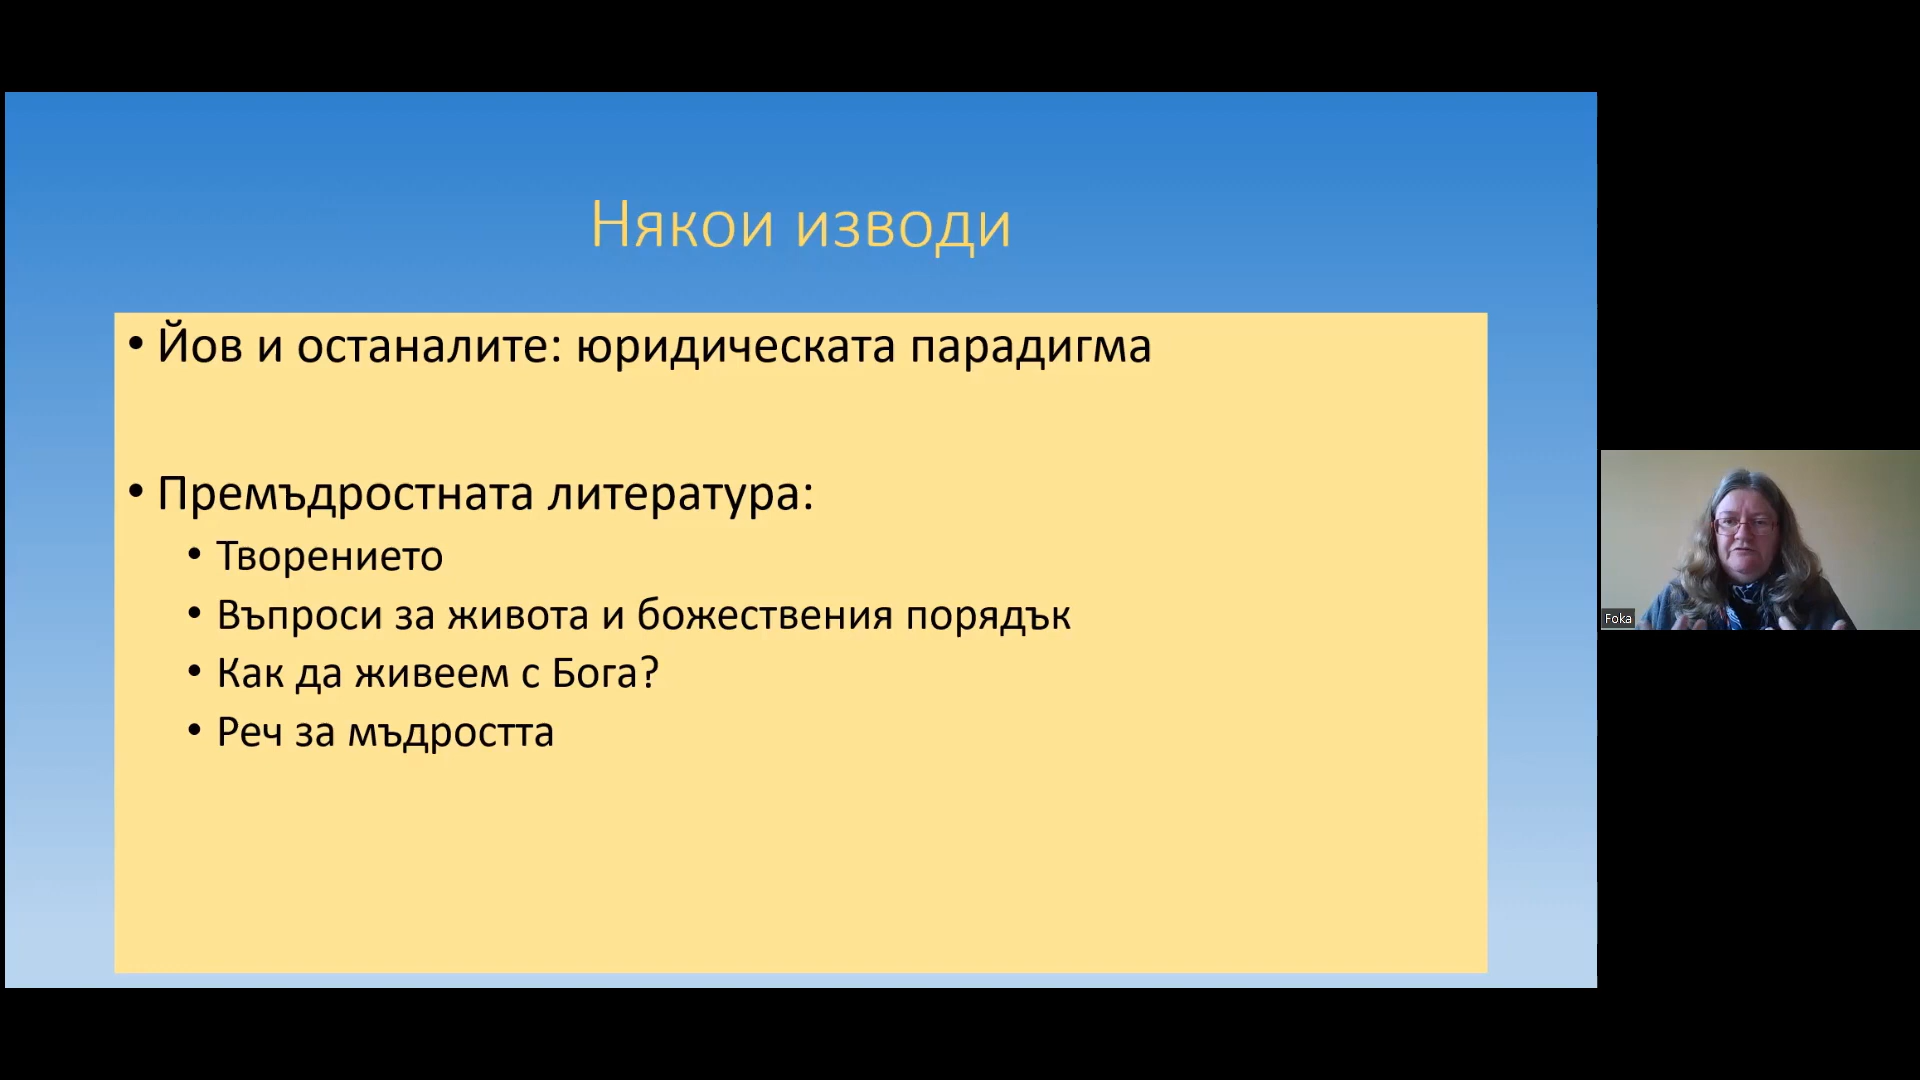 Някои изводи
• Йов и останалите: юридическата парадигма
• Премъдростната литература:
• Творението
• Въпроси за живота и божествения порядък
• Как да живеем с Бога?
• Реч за мъдростта
Foka